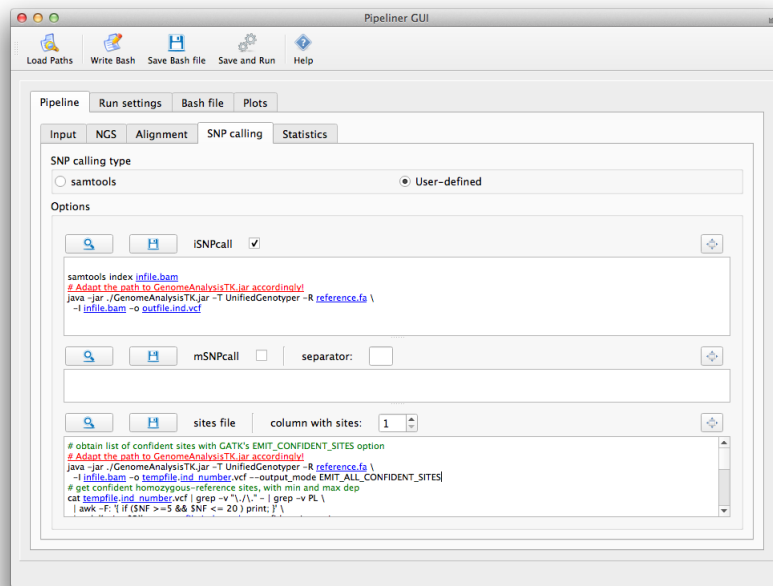 Pipeliner GUI
Load Paths Write Bash Save Bash file Save and Run Help
Pipeline Run settings Bash file Plots
Input NGS Alignment SNP calling Statistics
SNP calling type
samtools User-defined
Options
iSNPcall
samtools index infile.bam
# Adapt the path to GenomeAnalysisTK.jar accordingly!
java -jar ./GenomeAnalysisTK.jar -T UnifiedGenotyper -R reference.fa \
-I infile.bam -o outfile.ind.vcf
mSNPcall separator:
sites file column with sites: 1
# obtain list of confident sites with GATK's EMIT_CONFIDENT_SITES option
# Adapt the path to GenomeAnalysisTK.jar accordingly!
java -jar ./GenomeAnalysisTK.jar -T UnifiedGenotyper -R reference.fa \
-I infile.bam -o tempfile.ind_number.vcf --output_mode EMIT_ALL_CONFIDENT_SITES
# get confident homozygous-reference sites, with min and max dep
cat tempfile.ind_number.vcf | grep -v "\./\." - | grep -v PL \
| awk -F: '{ if ($NF >=5 && $NF <= 20 ) print; }' \